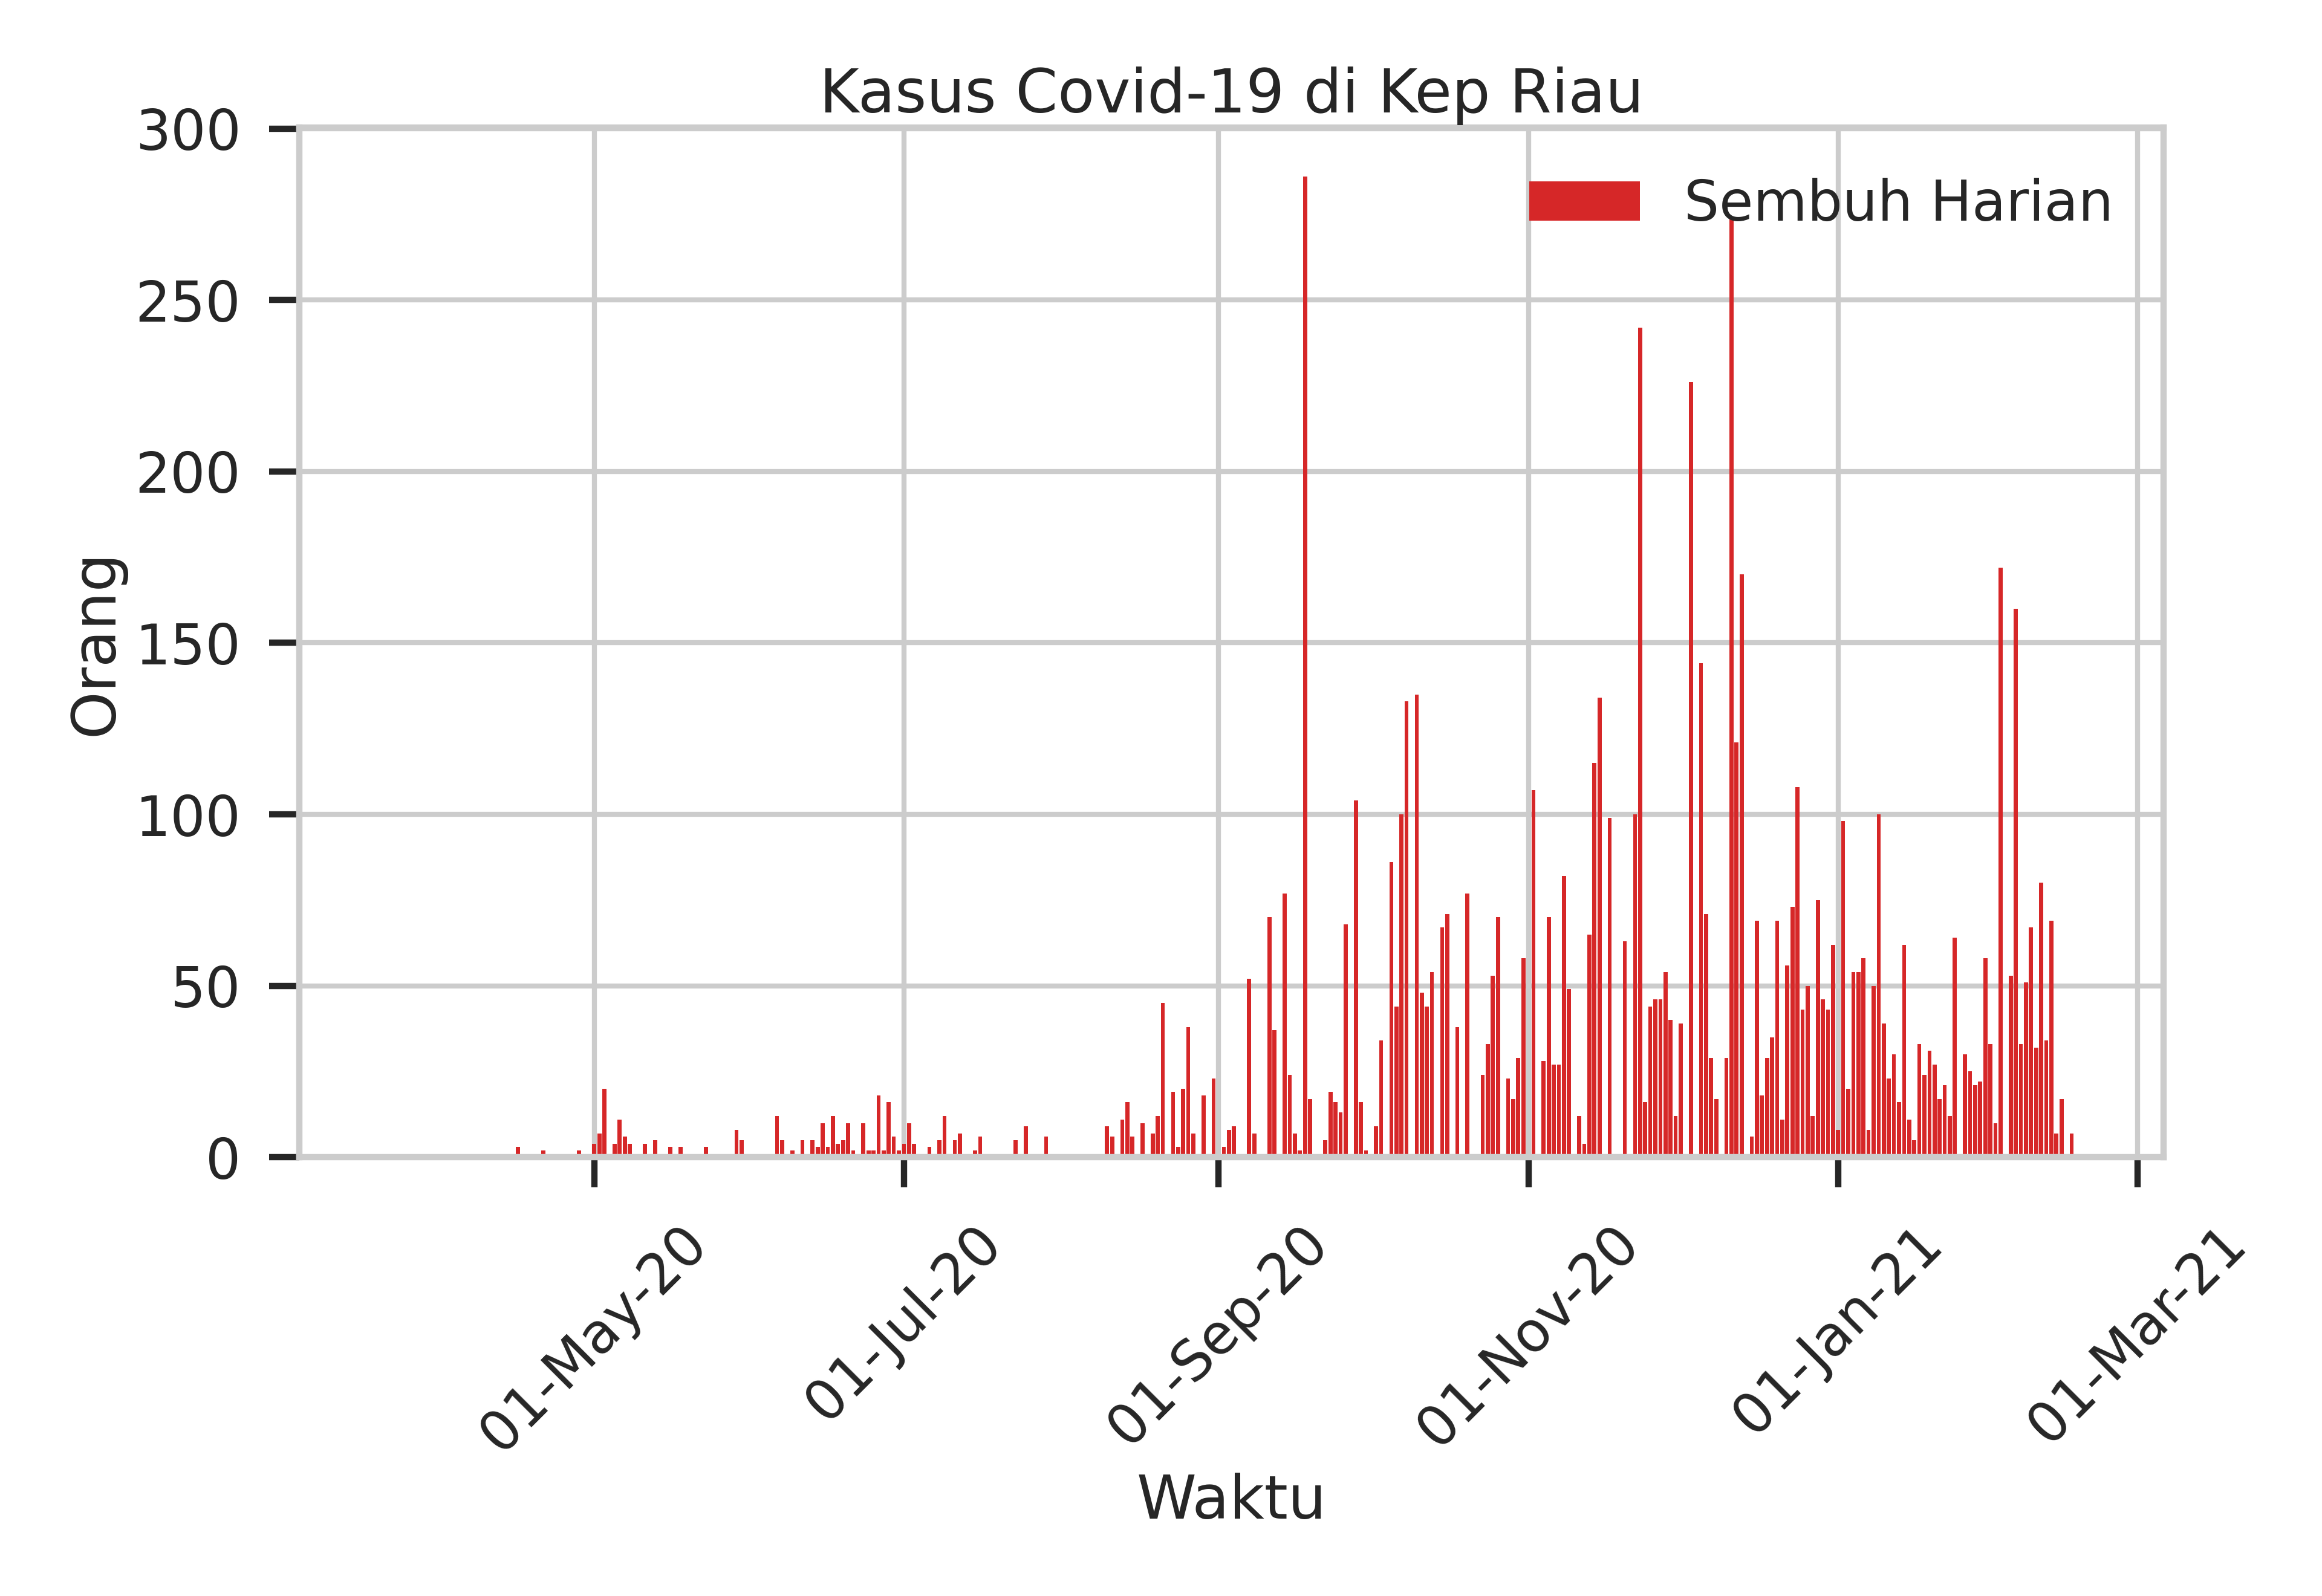 Kasus Covid-19 di Kep Riau
Sembuh Harian
300
250
200
150
100
50
0
Orang
01-May-20
01-Jul-20
01-Sep-20
01-Nov-20
01-Jan-21
01-Mar-21
Waktu